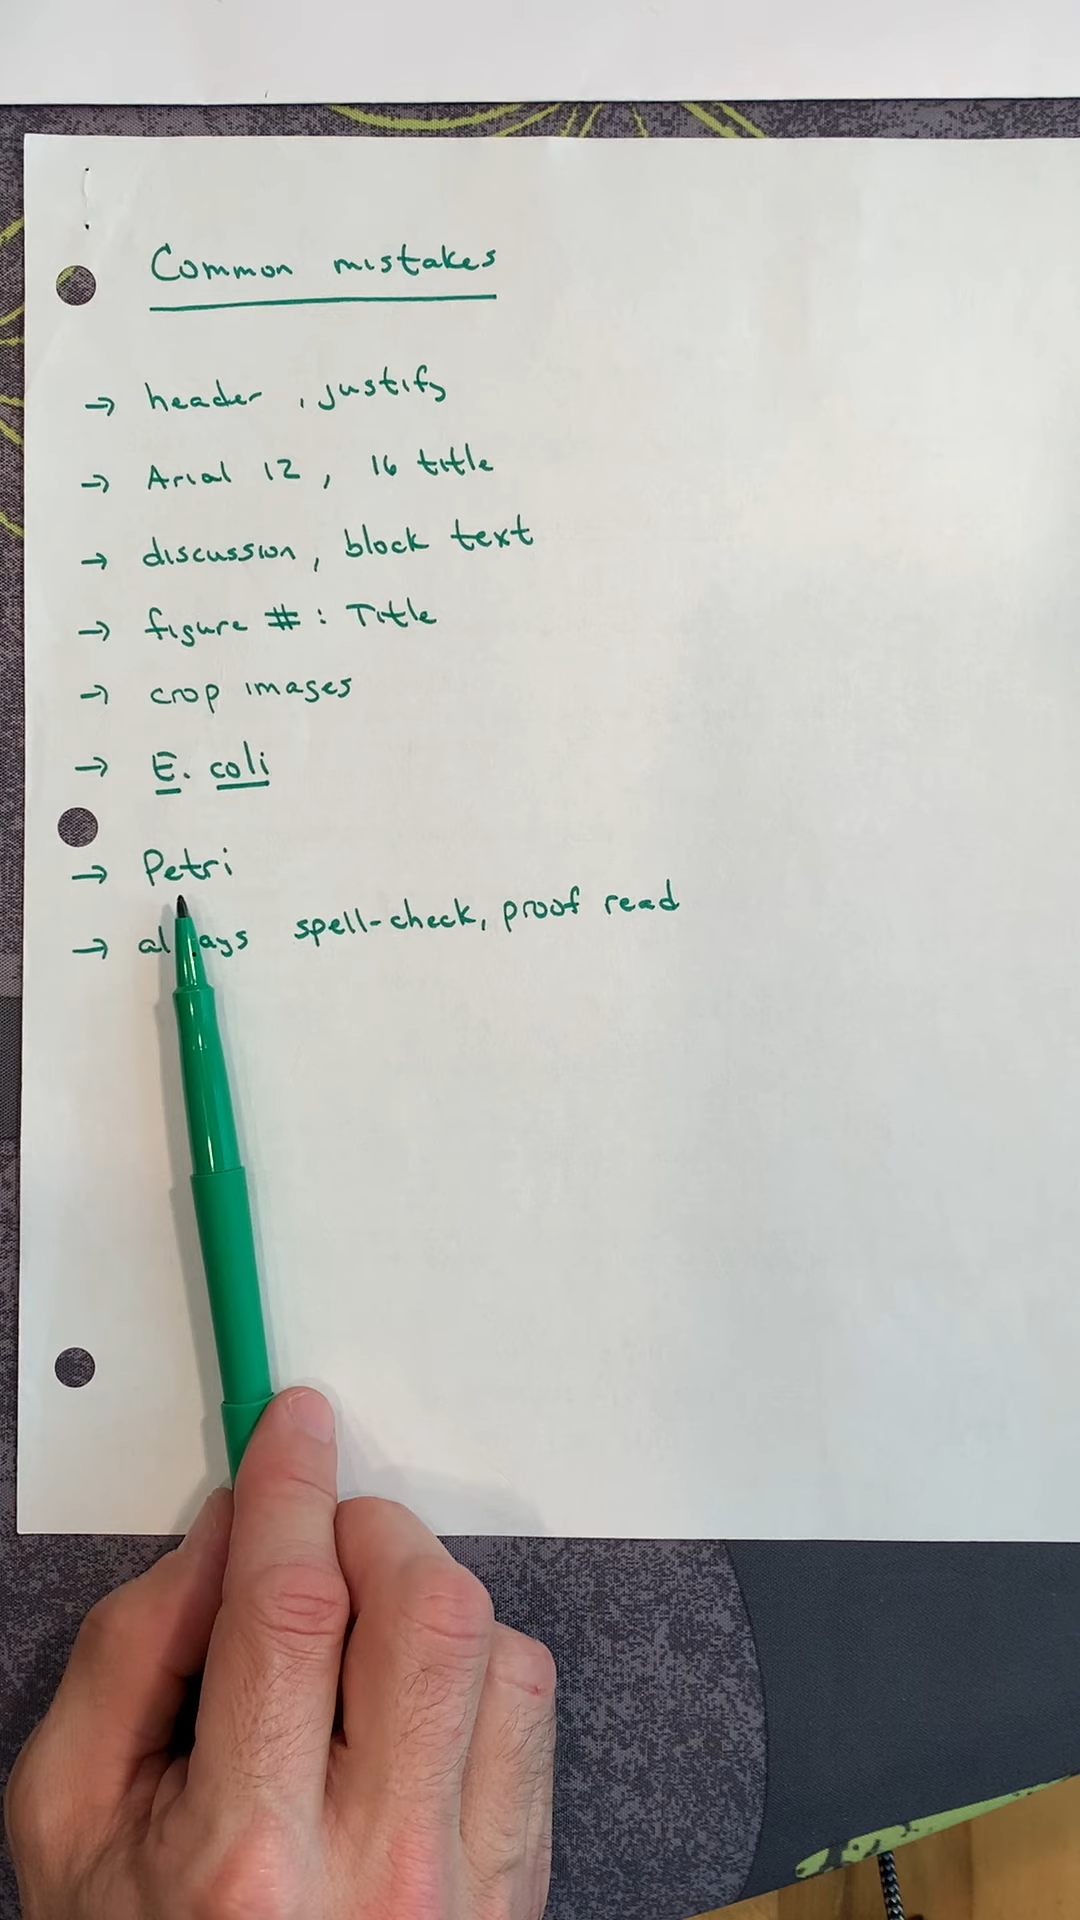 Common mistakes
→ header, justify
→ Arial 12, 16 title
→ discussion, block text
→ figure #: Title
→ crop images
→ E. coli
→ Petri
→ always spell-check, proof read